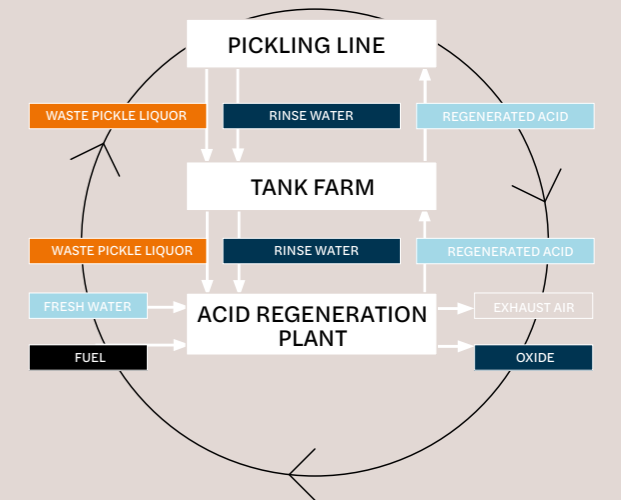 PICKLING LINE
WASTE PICKLE LIQUOR
RINSE WATER
REGENERATED ACID
TANK FARM
WASTE PICKLE LIQUOR
RINSE WATER
REGENERATED ACID
FRESH WATER
ACID REGENERATION
PLANT
EXHAUST AIR
FUEL
OXIDE